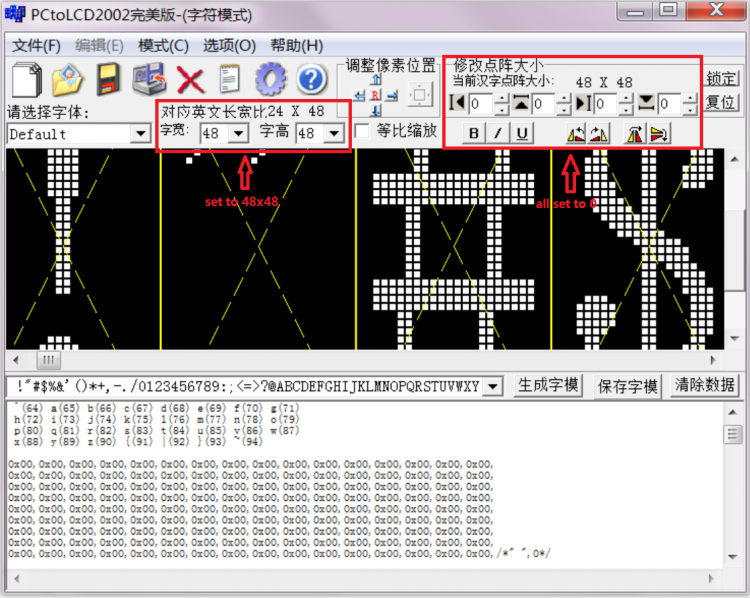 PCtoLCD2002完美版-(字符模式)
文件(F) 编辑(E) 模式(C) 选项(O) 帮助(H)
调整像素位置
R
修改点阵大小
当前汉字点阵大小: 48 X 48
0 0 0 0
B I U
锁定
复位
请选择字体:
Default
对应英文长宽比24 X 48
字宽: 48 字高 48
等比缩放
set to 48x48
all set to 0
!"#$%&'()*+,-./0123456789:;<=>?@ABCDEFGHIJKLMNOPQRSTUVWXY
生成字模 保存字模 清除数据
`(64) a(65) b(66) c(67) d(68) e(69) f(70) g(71)
h(72) i(73) j(74) k(75) l(76) m(77) n(78) o(79)
p(80) q(81) r(82) s(83) t(84) u(85) v(86) w(87)
x(88) y(89) z(90) {(91) |(92) }(93) ~(94)
0x00,0x00,0x00,0x00,0x00,0x00,0x00,0x00,0x00,0x00,0x00,0x00,0x00,0x00,0x00,0x00,
0x00,0x00,0x00,0x00,0x00,0x00,0x00,0x00,0x00,0x00,0x00,0x00,0x00,0x00,0x00,0x00,
0x00,0x00,0x00,0x00,0x00,0x00,0x00,0x00,0x00,0x00,0x00,0x00,0x00,0x00,0x00,0x00,
0x00,0x00,0x00,0x00,0x00,0x00,0x00,0x00,0x00,0x00,0x00,0x00,0x00,0x00,0x00,0x00,
0x00,0x00,0x00,0x00,0x00,0x00,0x00,0x00,0x00,0x00,0x00,0x00,0x00,0x00,0x00,0x00,
0x00,0x00,0x00,0x00,0x00,0x00,0x00,0x00,0x00,0x00,0x00,0x00,0x00,0x00,0x00,0x00,
0x00,0x00,0x00,0x00,0x00,0x00,0x00,0x00,0x00,0x00,0x00,0x00,0x00,0x00,0x00,0x00,
0x00,0x00,0x00,0x00,0x00,0x00,0x00,0x00,0x00,0x00,0x00,0x00,0x00,0x00,0x00,0x00,
0x00,0x00,0x00,0x00,0x00,0x00,0x00,0x00,0x00,0x00,0x00,0x00,0x00,0x00,0x00,0x00,/*" ",0*/